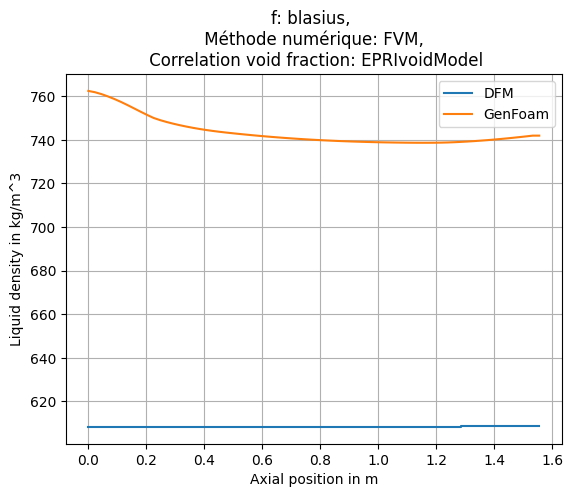 f: blasius,
Méthode numérique: FVM,
Correlation void fraction: EPRIvoidModel
DFM
GenFoam
Liquid density in kg/m^3
760
740
720
700
680
660
640
620
0.0 0.2 0.4 0.6 0.8 1.0 1.2 1.4 1.6
Axial position in m